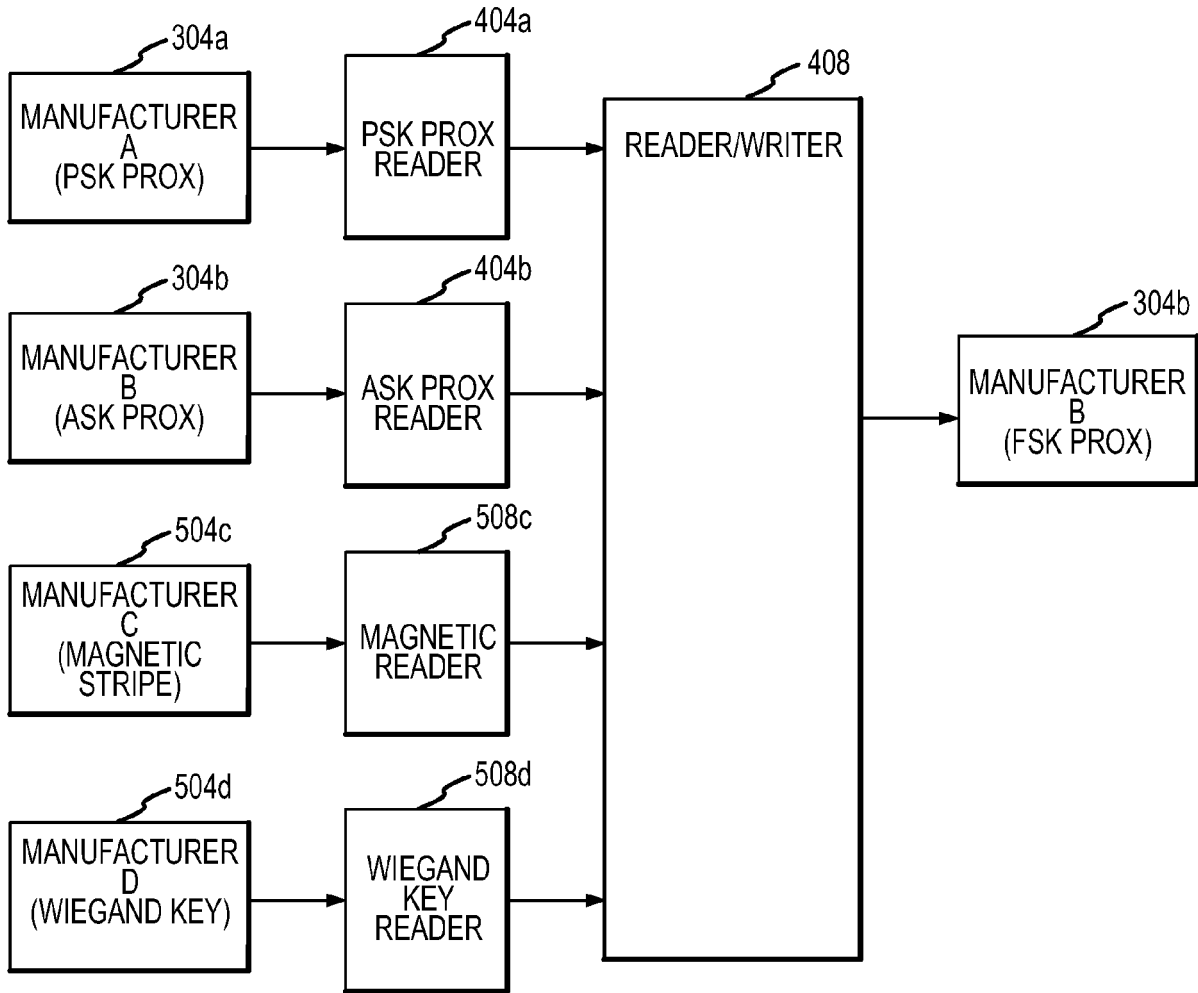 304a
404a
408
MANUFACTURER
A
(PSK PROX)
PSK PROX
READER
READER/WRITER
304b
404b
MANUFACTURER
B
(ASK PROX)
ASK PROX
READER
304b
MANUFACTURER
B
(FSK PROX)
504c
508c
MANUFACTURER
C
(MAGNETIC
STRIPE)
MAGNETIC
READER
504d
508d
MANUFACTURER
D
(WIEGAND KEY)
WIEGAND
KEY
READER